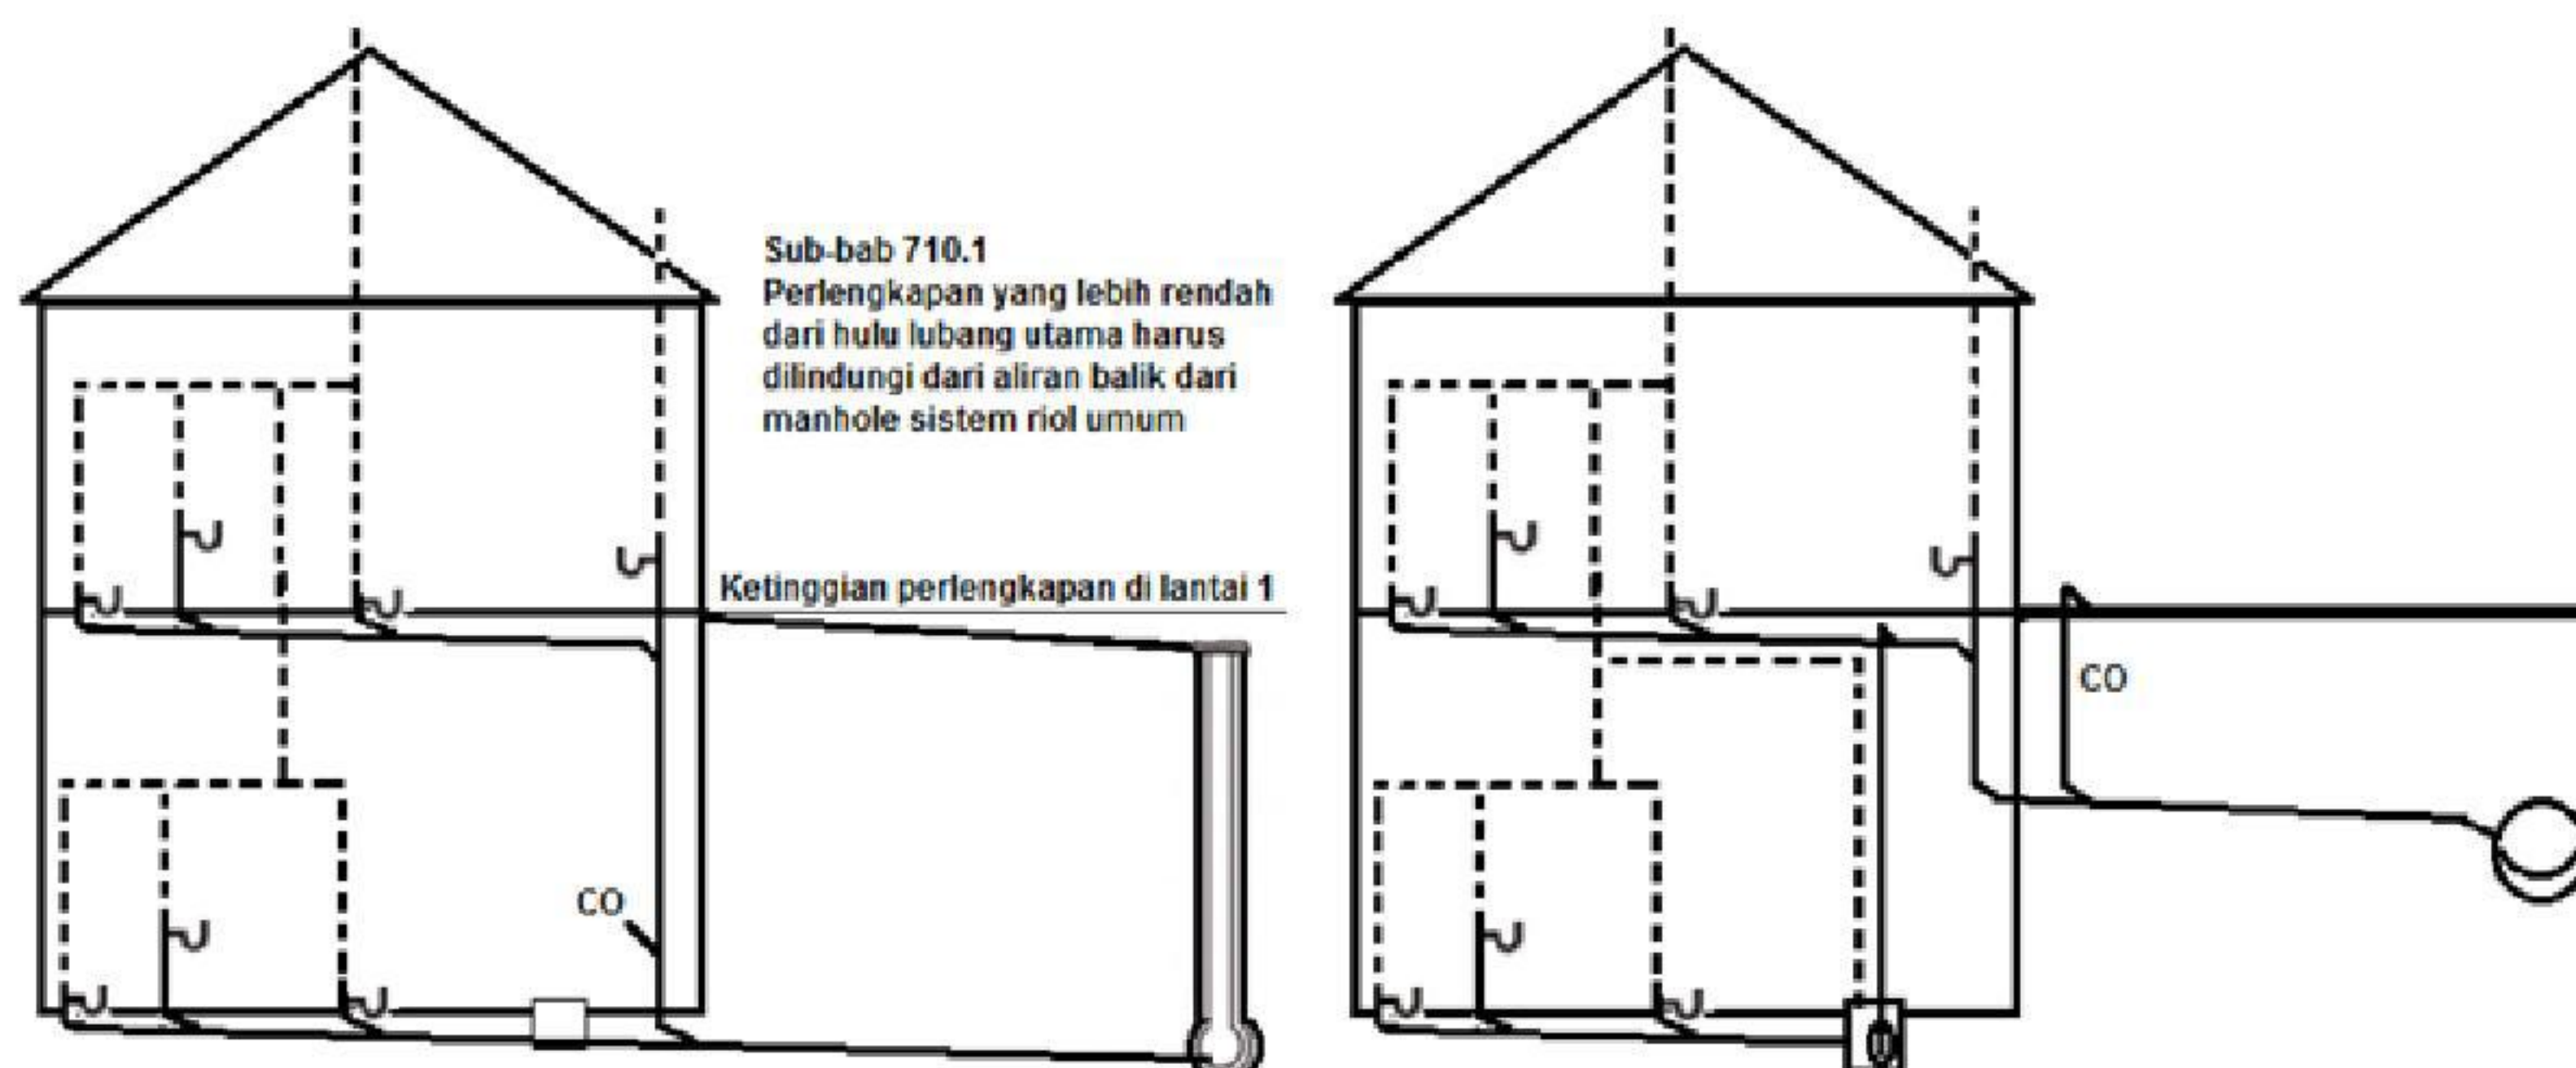 Sub-bab 710.1
Perlengkapan yang lebih rendah
dari hulu lubang utama harus
dilindungi dari aliran balik dari
manhole sistem riol umum
Ketinggian perlengkapan di lantai 1
CO
CO